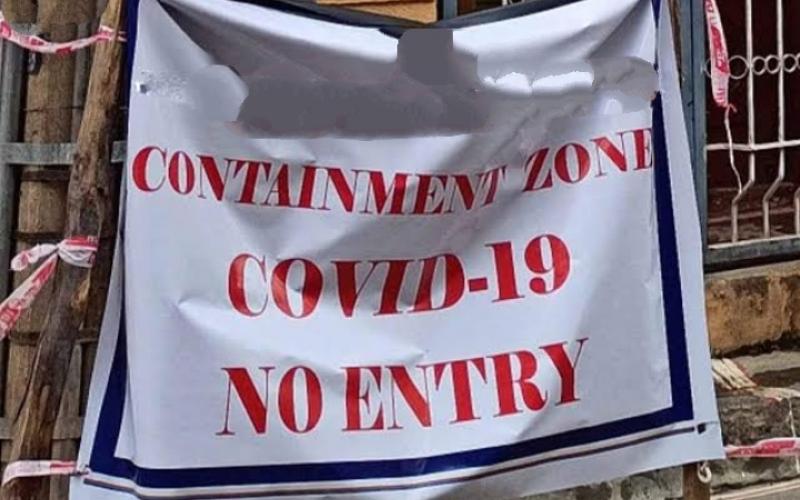 CONTAINMENT ZONE
COVID-19
NO ENTRY